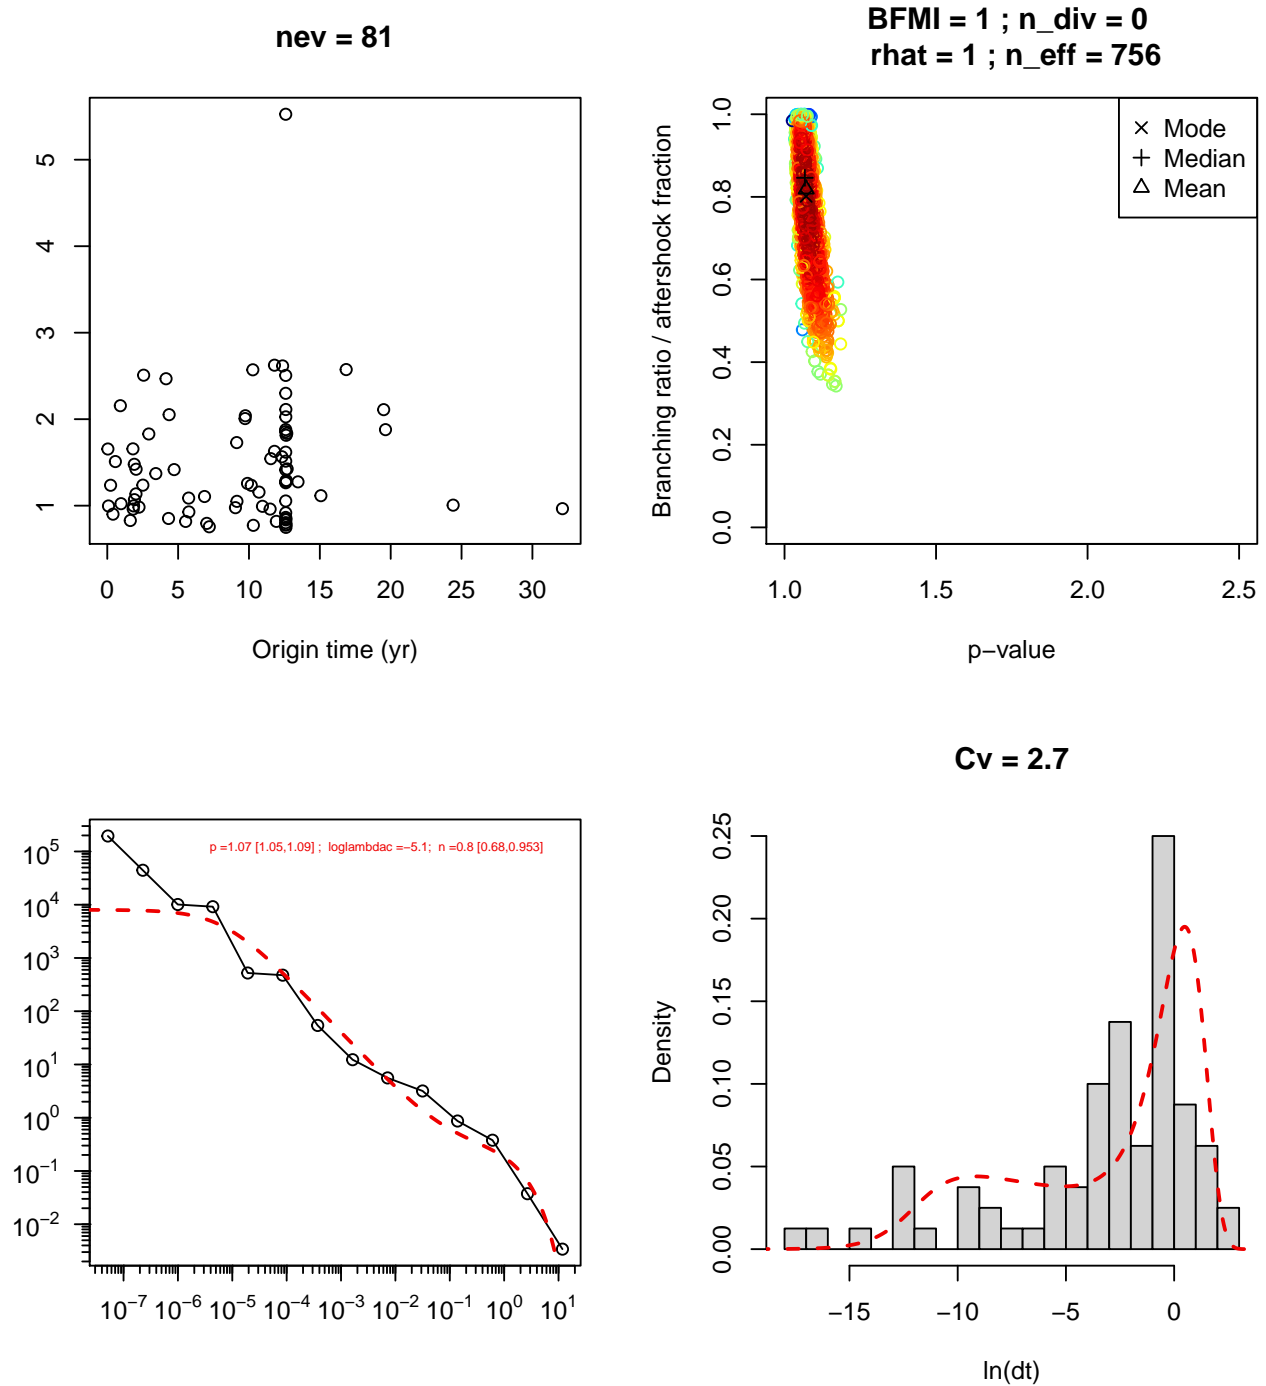 nev = 81
5
4
3
2
1
0 5 10 15 20 25 30
Origin time (yr)
BFMI = 1 ; n_div = 0
rhat = 1 ; n_eff = 756
Branching ratio / aftershock fraction
1.0
0.8
0.6
0.4
0.2
0.0
× Mode
+ Median
△ Mean
1.0 1.5 2.0 2.5
p−value
p =1.07 [1.05,1.09] ; loglambdac =−5.1; n =0.8 [0.68,0.953]
10^5
10^4
10^3
10^2
10^1
10^0
10^−1
10^−2
10^−7 10^−6 10^−5 10^−4 10^−3 10^−2 10^−1 10^0 10^1
Cv = 2.7
Density
0.25
0.20
0.15
0.10
0.05
0.00
−15 −10 −5 0
ln(dt)